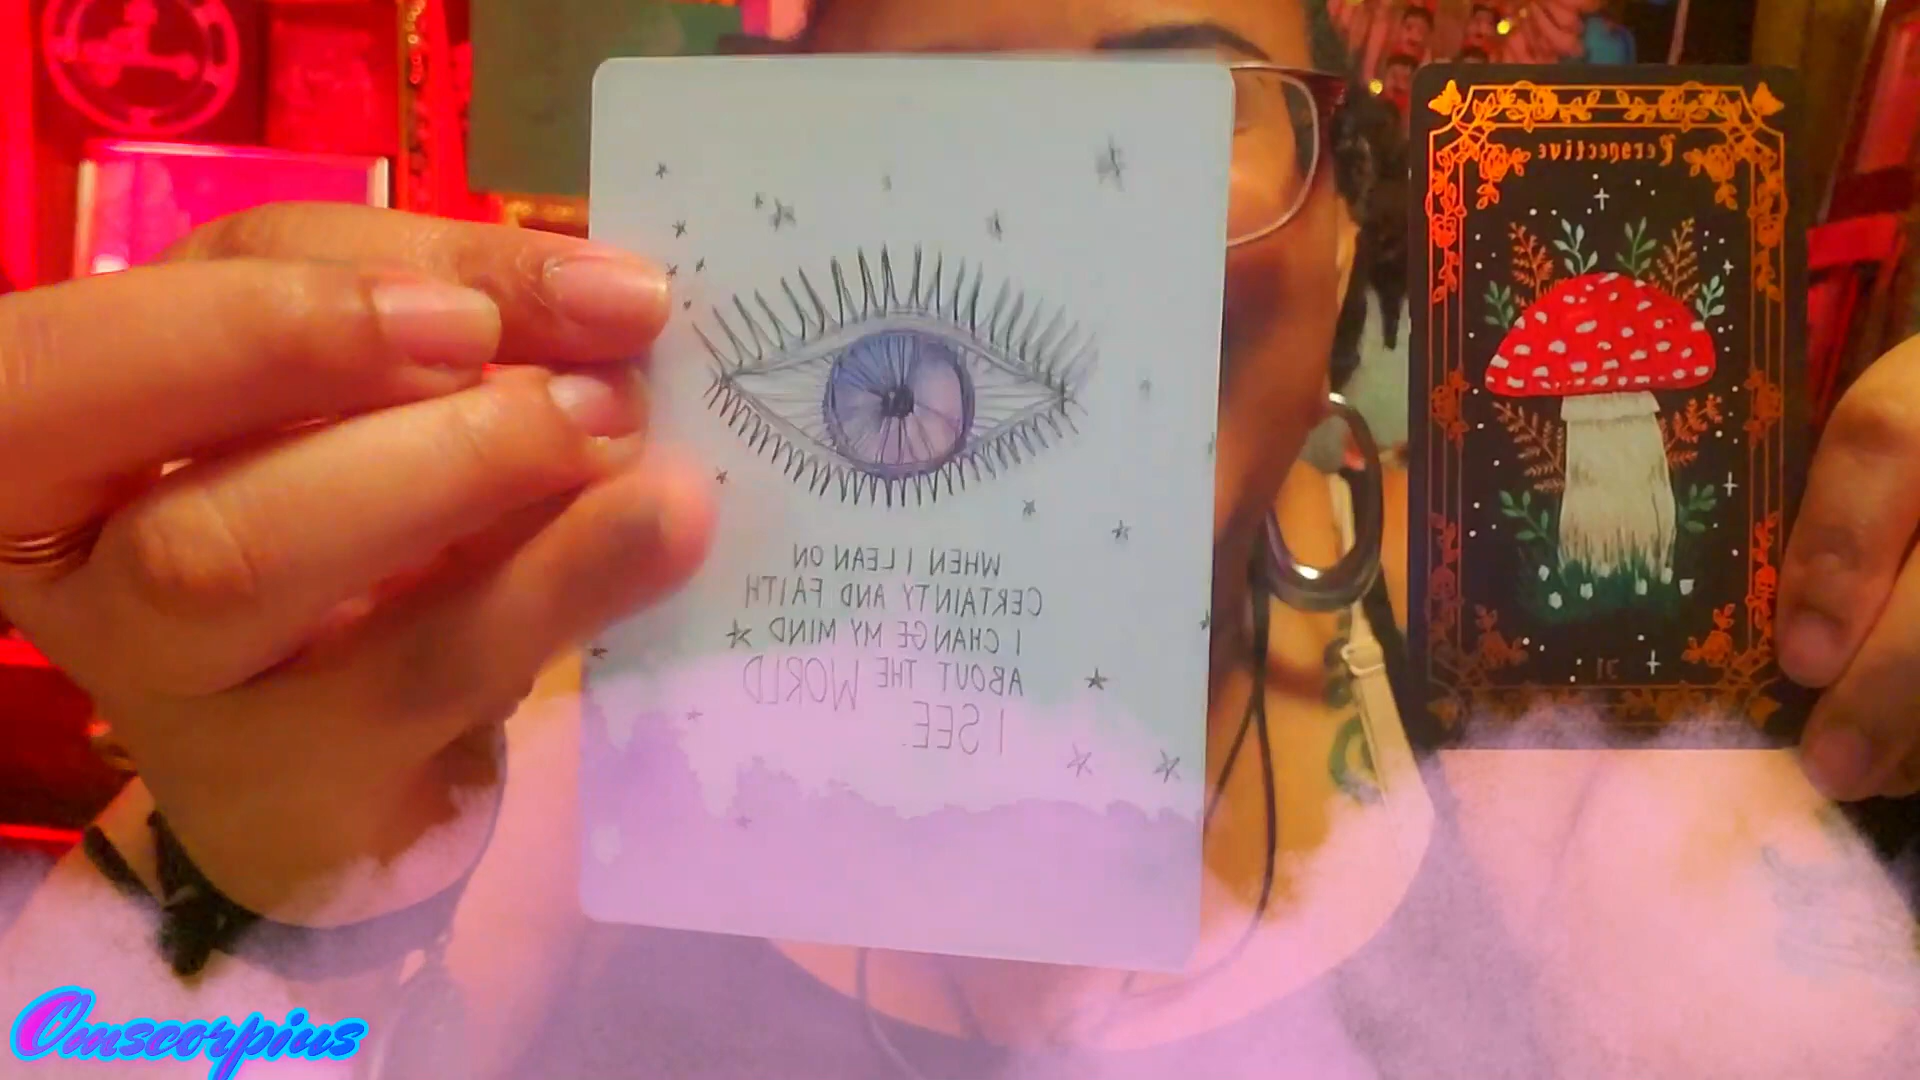 WHEN I LEAN ON
CERTAINTY AND FAITH
I CHANGE MY MIND
ABOUT THE WORLD
I SEE.
Perspective
31
Omscorpius